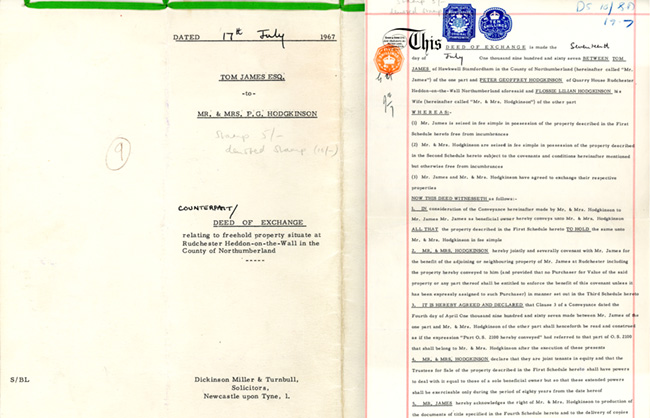 DATED 17th July 1967
TOM JAMES ESQ.
-to-
MR. & MRS. P.G. HODGKINSON
Stamp 5/-
denoted Stamp (10/-)
9
COUNTERPART/
DEED OF EXCHANGE
relating to freehold property situate at
Rudchester Heddon-on-the-Wall in the
County of Northumberland
-----
S/BL
Dickinson Miller & Turnbull,
Solicitors,
Newcastle upon Tyne, 1.
This DEED OF EXCHANGE is made the Seventeenth
day of July One thousand nine hundred and sixty seven BETWEEN TOM
JAMES of Hawkwell Stamfordham in the County of Northumberland (hereinafter called "Mr.
James") of the one part and PETER GEOFFREY HODGKINSON of Quarry House Rudchester
Heddon-on-the-Wall Northumberland aforesaid and FLORRIE LILIAN HODGKINSON his
Wife (hereinafter called "Mr. & Mrs. Hodgkinson") of the other part
WHEREAS:-
(1) Mr. James is seised in fee simple in possession of the property described in the First
Schedule hereto free from incumbrances
(2) Mr. & Mrs. Hodgkinson are seised in fee simple in possession of the property described
in the Second Schedule hereto subject to the covenants and conditions hereinafter mentioned
but otherwise free from incumbrances
(3) Mr. James and Mr. & Mrs. Hodgkinson have agreed to exchange their respective
properties
NOW THIS DEED WITNESSETH as follows:-
1. IN consideration of the Conveyance hereinafter made by Mr. & Mrs. Hodgkinson to
Mr. James Mr. James as beneficial owner hereby conveys unto Mr. & Mrs. Hodgkinson
ALL THAT the property described in the First Schedule hereto TO HOLD the same unto
Mr. & Mrs. Hodgkinson in fee simple
2. MR. & MRS. HODGKINSON hereby jointly and severally covenant with Mr. James for
the benefit of the adjoining or neighbouring property of Mr. James at Rudchester including
the property hereby conveyed to him (and provided that no Purchaser for Value of the said
property or any part thereof shall be entitled to enforce the benefit of this covenant unless it
has been expressly assigned to such Purchaser) in manner set out in the Third Schedule hereto
3. IT IS HEREBY AGREED AND DECLARED that Clause 3 of a Conveyance dated the
Fourth day of April One thousand nine hundred and sixty seven made between Mr. James of the
one part and Mr. & Mrs. Hodgkinson of the other part shall henceforth be read and construed
as if the expression "Part O.S. 2100 hereby conveyed" had referred to that part of O.S. 2100
that shall belong to Mr. & Mrs. Hodgkinson after the execution of these presents
4. MR. & MRS. HODGKINSON declare that they are joint tenants in equity and that the
Trustees for Sale of the property described in the First Schedule hereto shall have powers
to deal with it equal to these of a sole beneficial owner but so that these extended powers
shall be exercisable only during the period of eighty years from the date hereof
5. MR. JAMES hereby acknowledges the right of Mr. & Mrs. Hodgkinson to production of
the documents of title specified in the Fourth Schedule hereto and to the delivery of copies